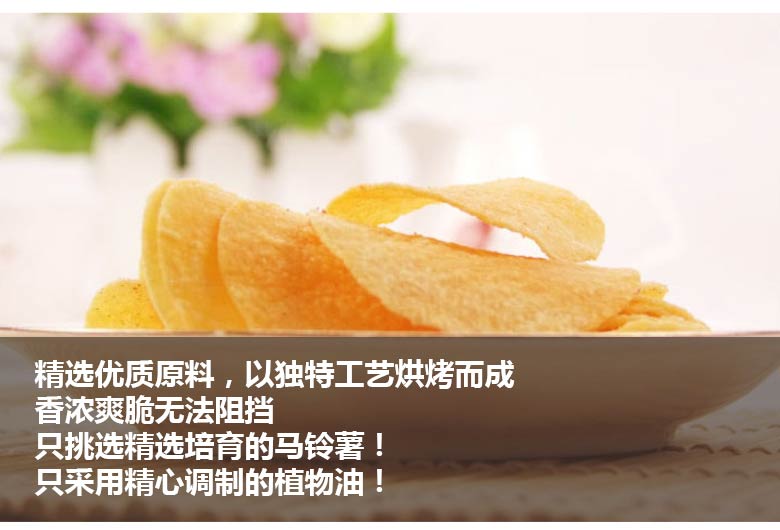 精选优质原料，以独特工艺烘烤而成
香浓爽脆无法阻挡
只挑选精选培育的马铃薯！
只采用精心调制的植物油！